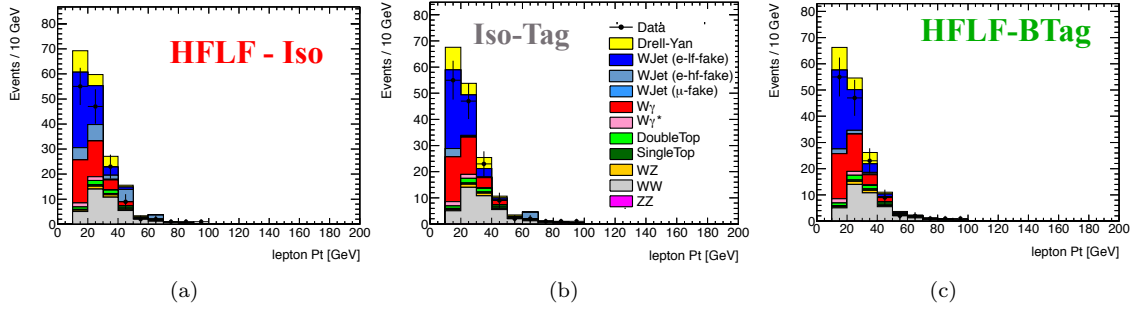 Events / 10 GeV
80
70
60
50
40
30
20
10
0
HFLF - Iso
0 20 40 60 80 100 120 140 160 180 200
lepton Pt [GeV]
(a)
Events / 10 GeV
80
70
60
50
40
30
20
10
0
Iso-Tag
Data
Drell-Yan
WJet (e-lf-fake)
WJet (e-hf-fake)
WJet (μ-fake)
Wγ
Wγ*
DoubleTop
SingleTop
WZ
WW
ZZ
0 20 40 60 80 100 120 140 160 180 200
lepton Pt [GeV]
(b)
Events / 10 GeV
80
70
60
50
40
30
20
10
0
HFLF-BTag
0 20 40 60 80 100 120 140 160 180 200
lepton Pt [GeV]
(c)